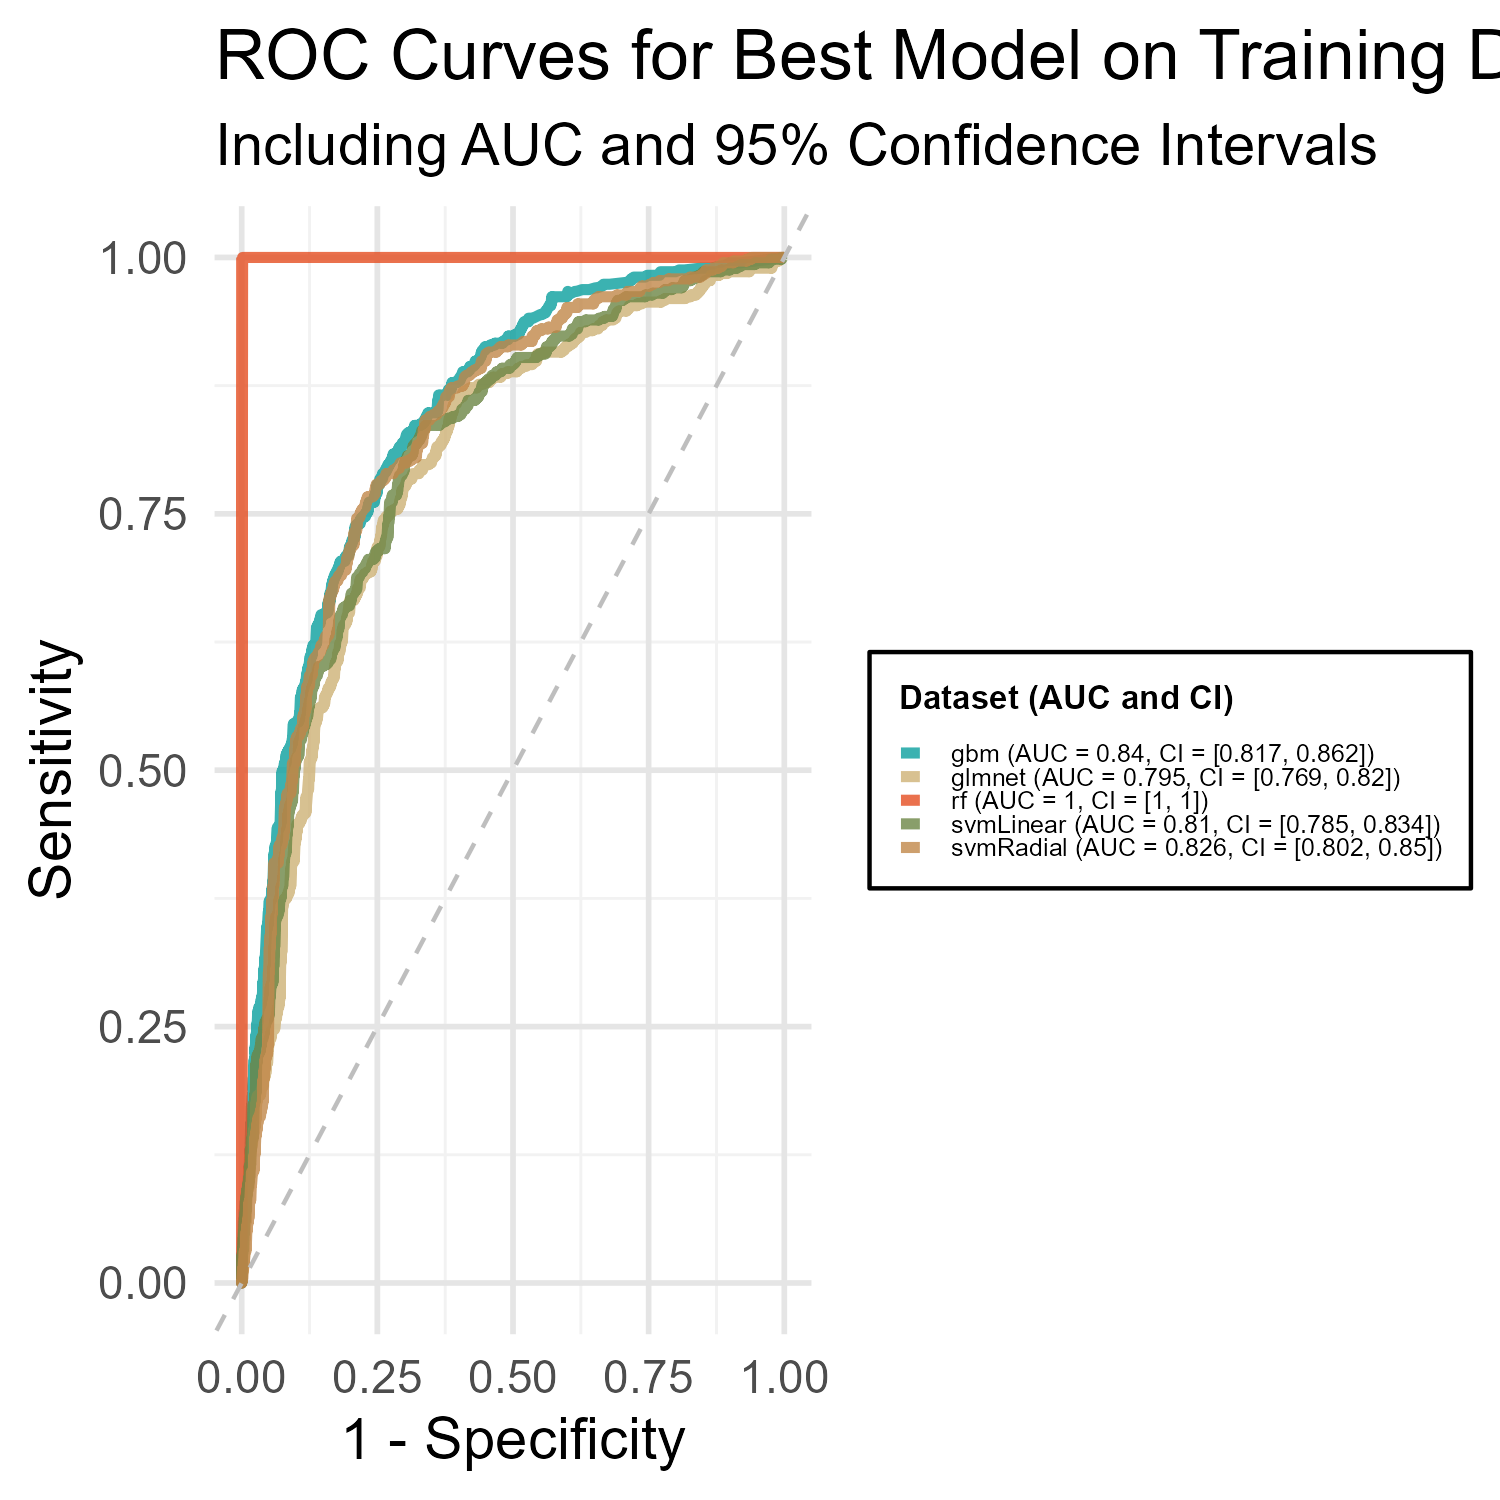 ROC Curves for Best Model on Training D
Including AUC and 95% Confidence Intervals
1.00
0.75
0.50
0.25
0.00
Sensitivity
0.00 0.25 0.50 0.75 1.00
1 - Specificity
Dataset (AUC and CI)
gbm (AUC = 0.84, CI = [0.817, 0.862])
glmnet (AUC = 0.795, CI = [0.769, 0.82])
rf (AUC = 1, CI = [1, 1])
svmLinear (AUC = 0.81, CI = [0.785, 0.834])
svmRadial (AUC = 0.826, CI = [0.802, 0.85])